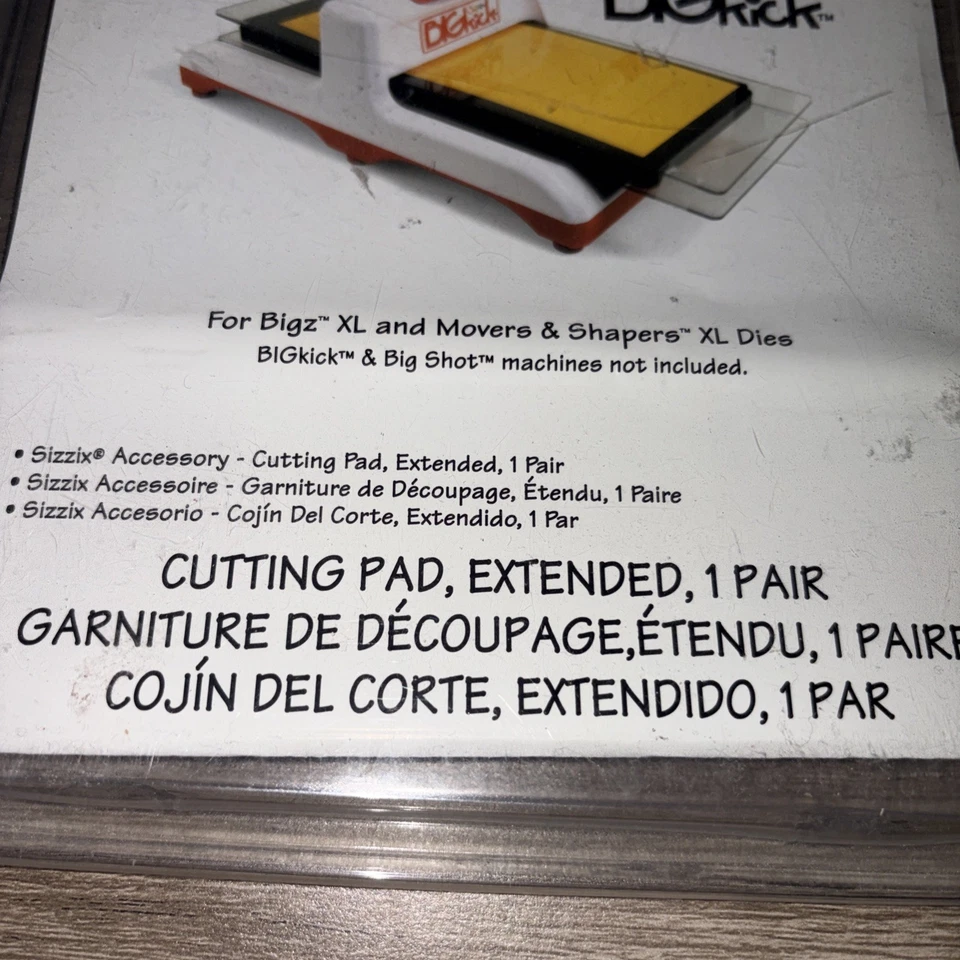 BIGkick
BIGkick™
For Bigz™ XL and Movers & Shapers™ XL Dies
BIGkick™ & Big Shot™ machines not included.
• Sizzix® Accessory - Cutting Pad, Extended, 1 Pair
• Sizzix Accessoire - Garniture de Découpage, Étendu, 1 Paire
• Sizzix Accesorio - Cojín Del Corte, Extendido, 1 Par
CUTTING PAD, EXTENDED, 1 PAIR
GARNITURE DE DÉCOUPAGE,ÉTENDU, 1 PAIRE
COJÍN DEL CORTE, EXTENDIDO, 1 PAR